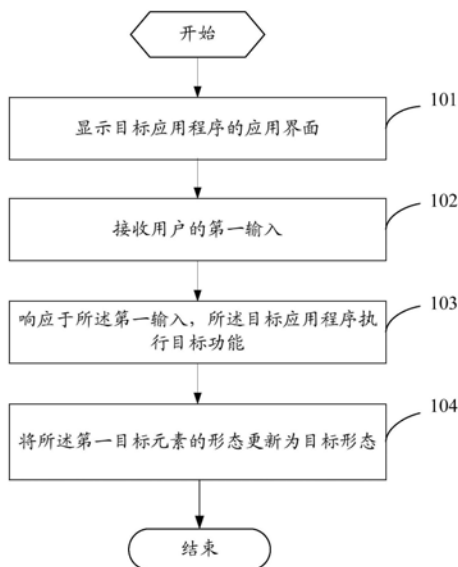 开始
101
显示目标应用程序的应用界面
102
接收用户的第一输入
103
响应于所述第一输入，所述目标应用程序执
行目标功能
104
将所述第一目标元素的形态更新为目标形态
结束